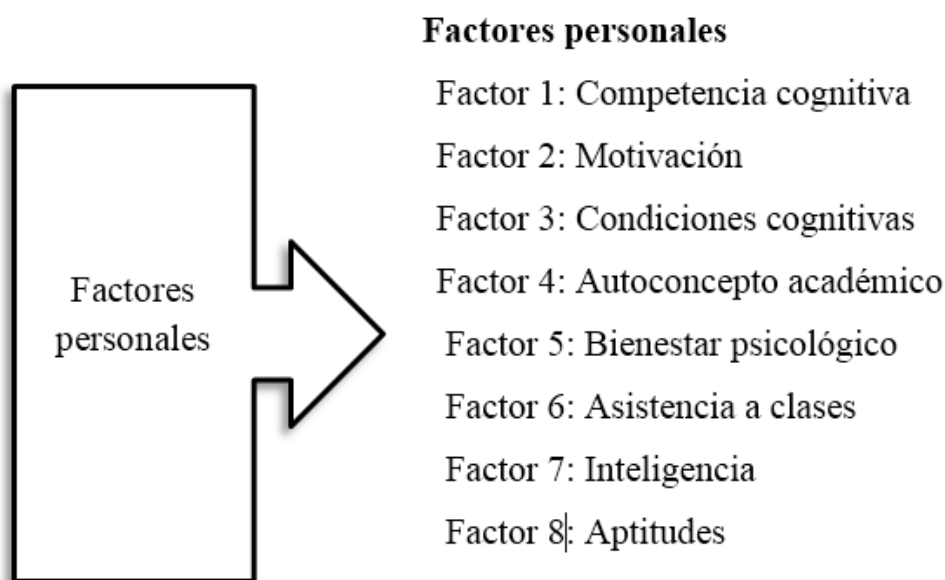 Factores personales
Factor 1: Competencia cognitiva
Factor 2: Motivación
Factor 3: Condiciones cognitivas
Factor 4: Autoconcepto académico
Factor 5: Bienestar psicológico
Factor 6: Asistencia a clases
Factor 7: Inteligencia
Factor 8: Aptitudes
Factores
personales